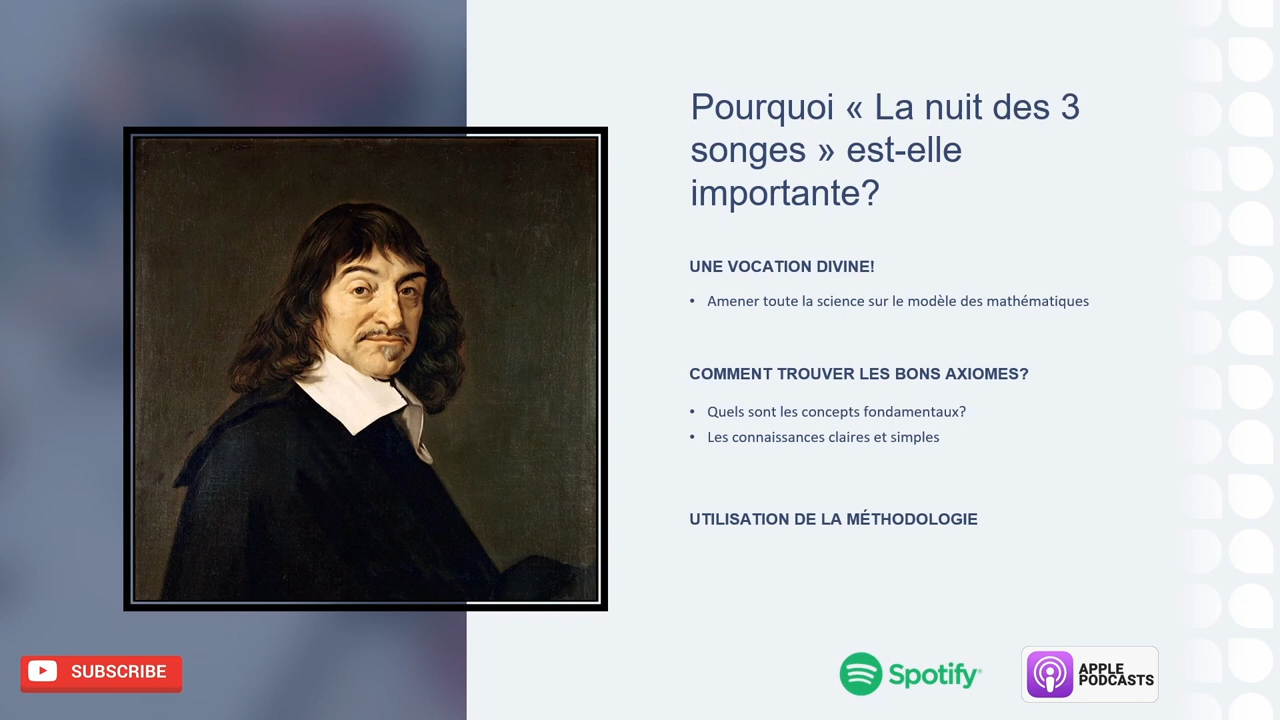 Pourquoi « La nuit des 3
songes » est-elle
importante?
UNE VOCATION DIVINE!
• Amener toute la science sur le modèle des mathématiques
COMMENT TROUVER LES BONS AXIOMES?
• Quels sont les concepts fondamentaux?
• Les connaissances claires et simples
UTILISATION DE LA MÉTHODOLOGIE
SUBSCRIBE
Spotify
APPLE
PODCASTS